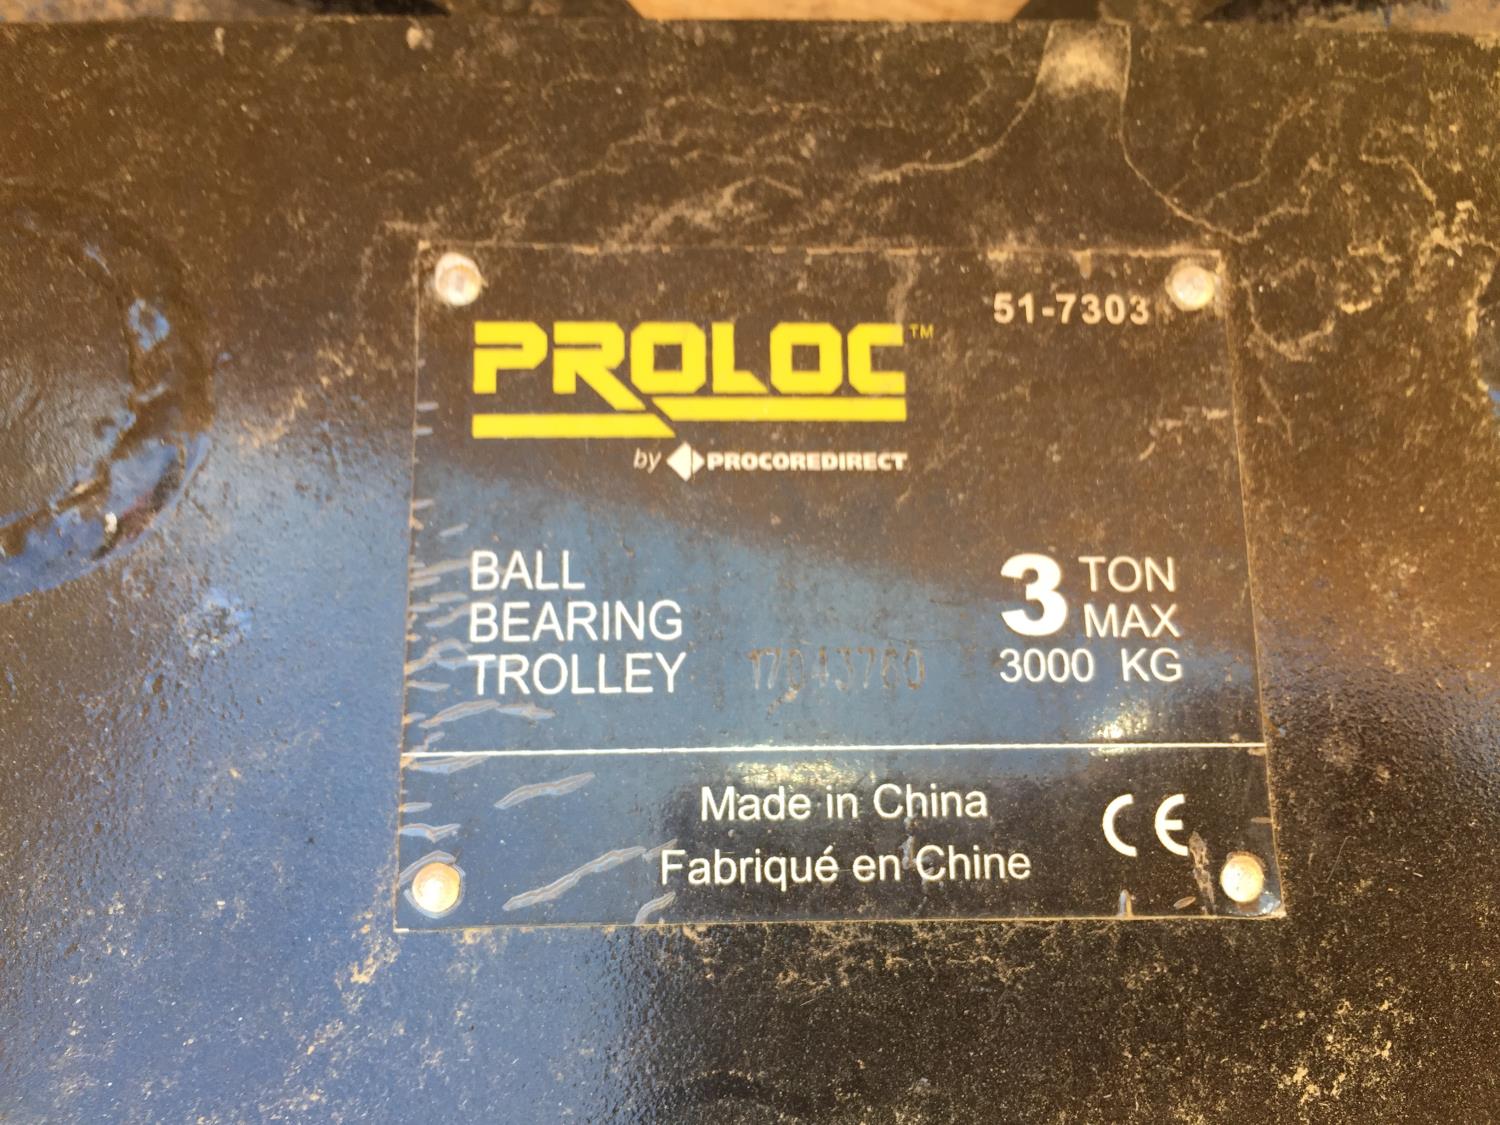 51-7303
PROLOC™
by PROCOREDIRECT
BALL
BEARING
TROLLEY
3 TON
MAX
3000 KG
17043760
Made in China
Fabriqué en Chine
CE